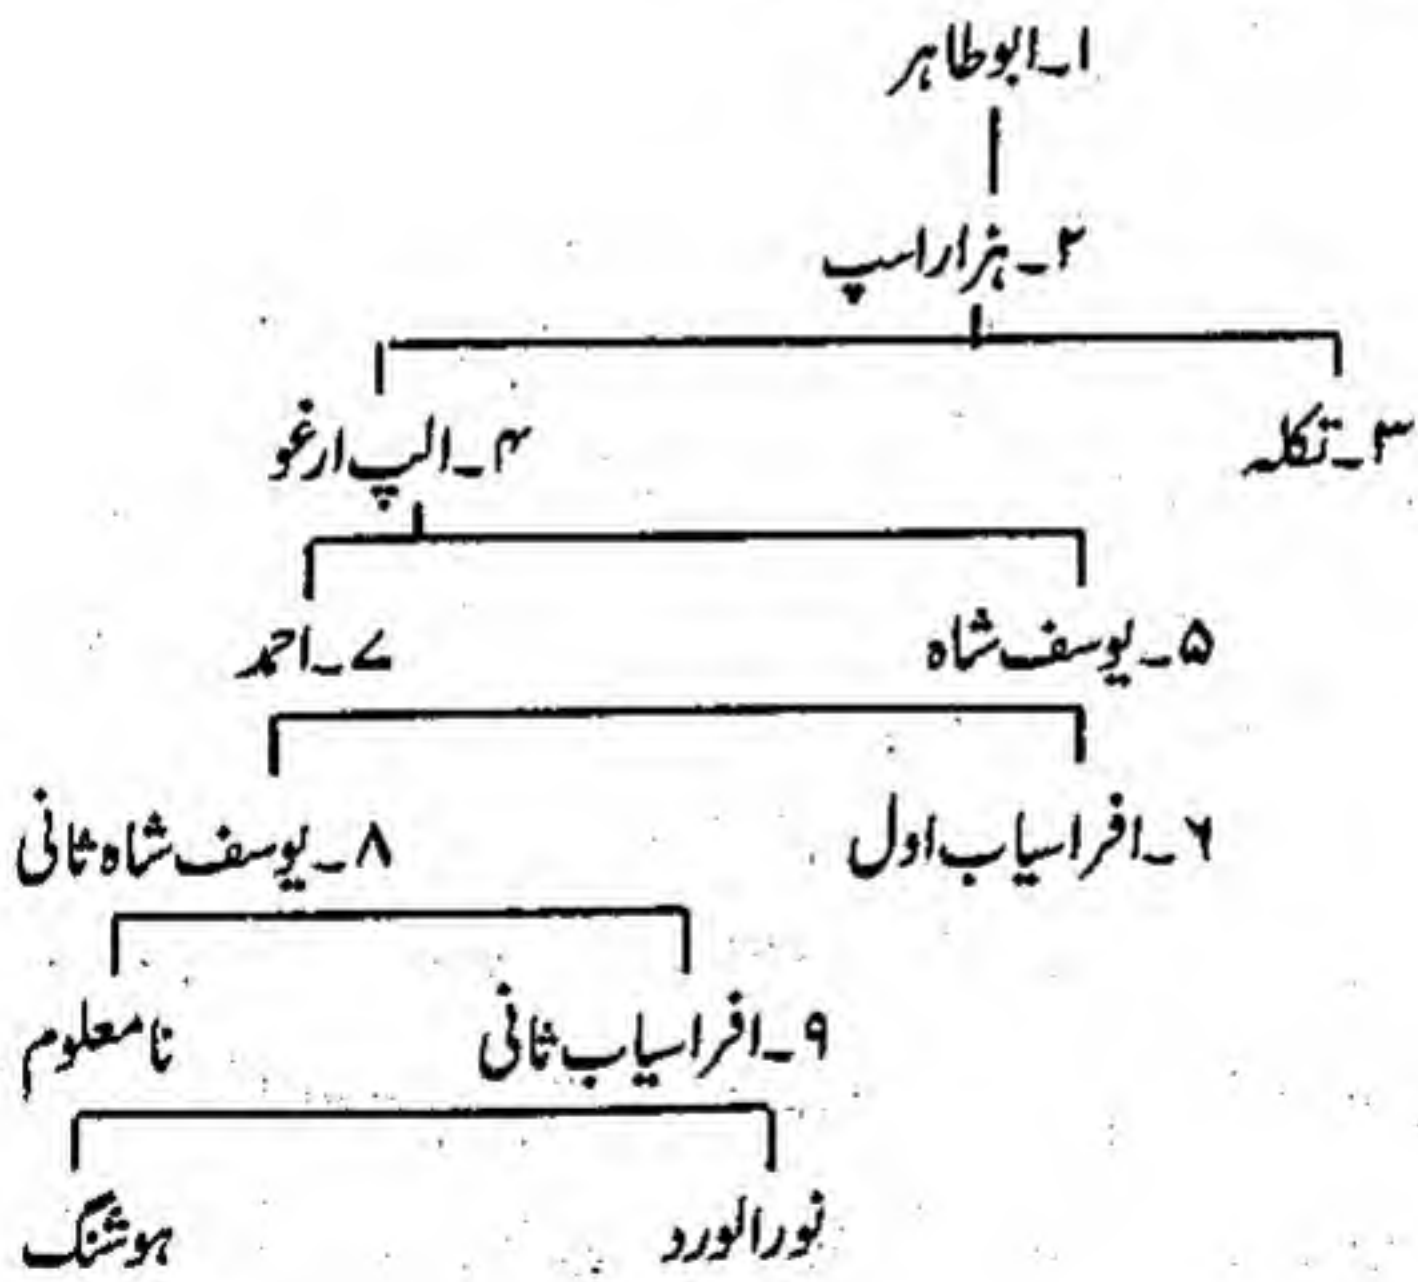 ۱۔ابوطاہر
۲۔ہزاراسپ
۳۔تکلہ
۴۔الپ ارغو
۵۔یوسف شاہ
۷۔احمد
۶۔افراسیاب اول
۸۔یوسف شاہ ثانی
۹۔افراسیاب ثانی
نامعلوم
نورالورد
ہوشنگ